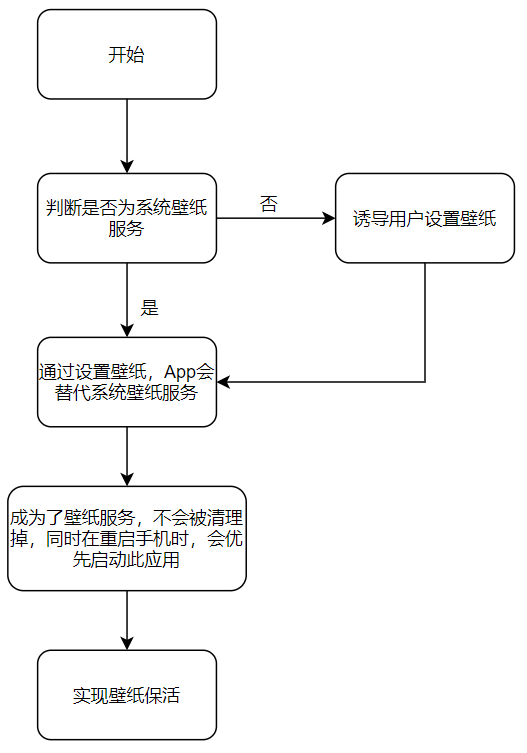 开始
判断是否为系统壁纸
服务
否
诱导用户设置壁纸
是
通过设置壁纸，App会
替代系统壁纸服务
成为了壁纸服务，不会被清理
掉，同时在重启手机时，会优
先启动此应用
实现壁纸保活